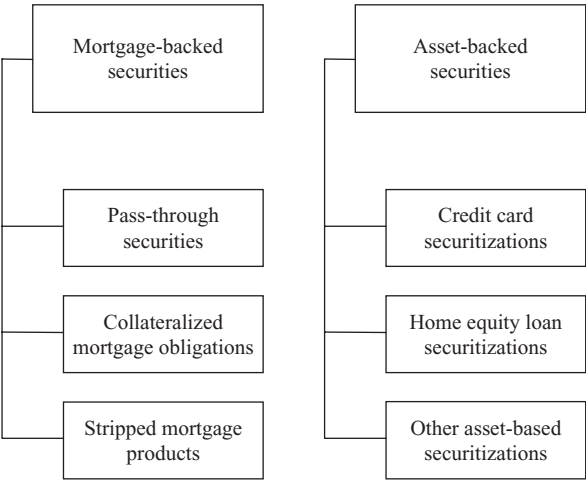 Mortgage-backed
securities
Asset-backed
securities
Pass-through
securities
Credit card
securitizations
Collateralized
mortgage obligations
Home equity loan
securitizations
Stripped mortgage
products
Other asset-based
securitizations